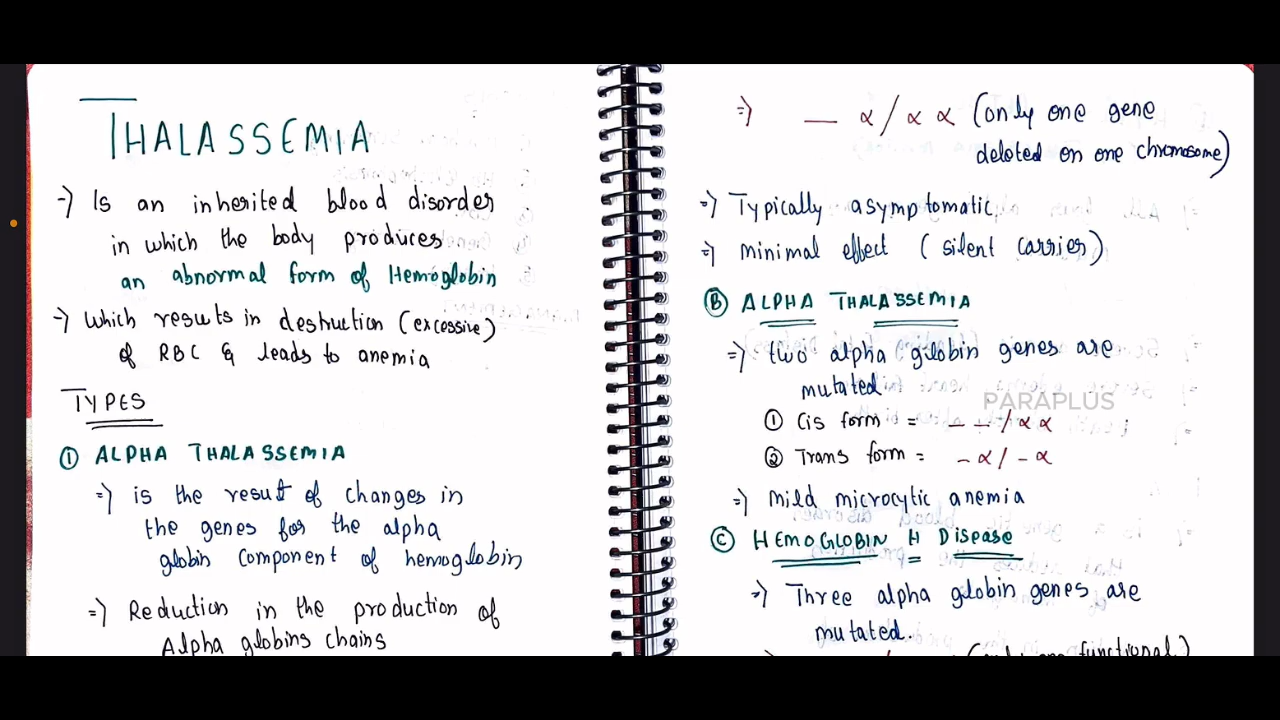 THALASSEMIA
-) Is an inherited blood disorder
in which the body produces
an abnormal form of Hemoglobin
-) which results in destruction (excessive)
of RBC & leads to anemia
TYPES
① ALPHA THALASSEMIA
=) is the result of changes in
the genes for the alpha
globin component of hemoglobin
=) Reduction in the production of
Alpha globins chains
=) _ α / α α (only one gene
deleted on one chromosome)
=) Typically asymptomatic
=) minimal effect (silent carrier)
Ⓑ ALPHA THALASSEMIA
=) two alpha globin genes are
mutated
PARAPLUS
① Cis form = _ _ / α α
② Trans form = _ α / _ α
=) mild microcytic anemia
Ⓒ HEMOGLOBIN H Disease
=) Three alpha globin genes are
mutated.
functional)